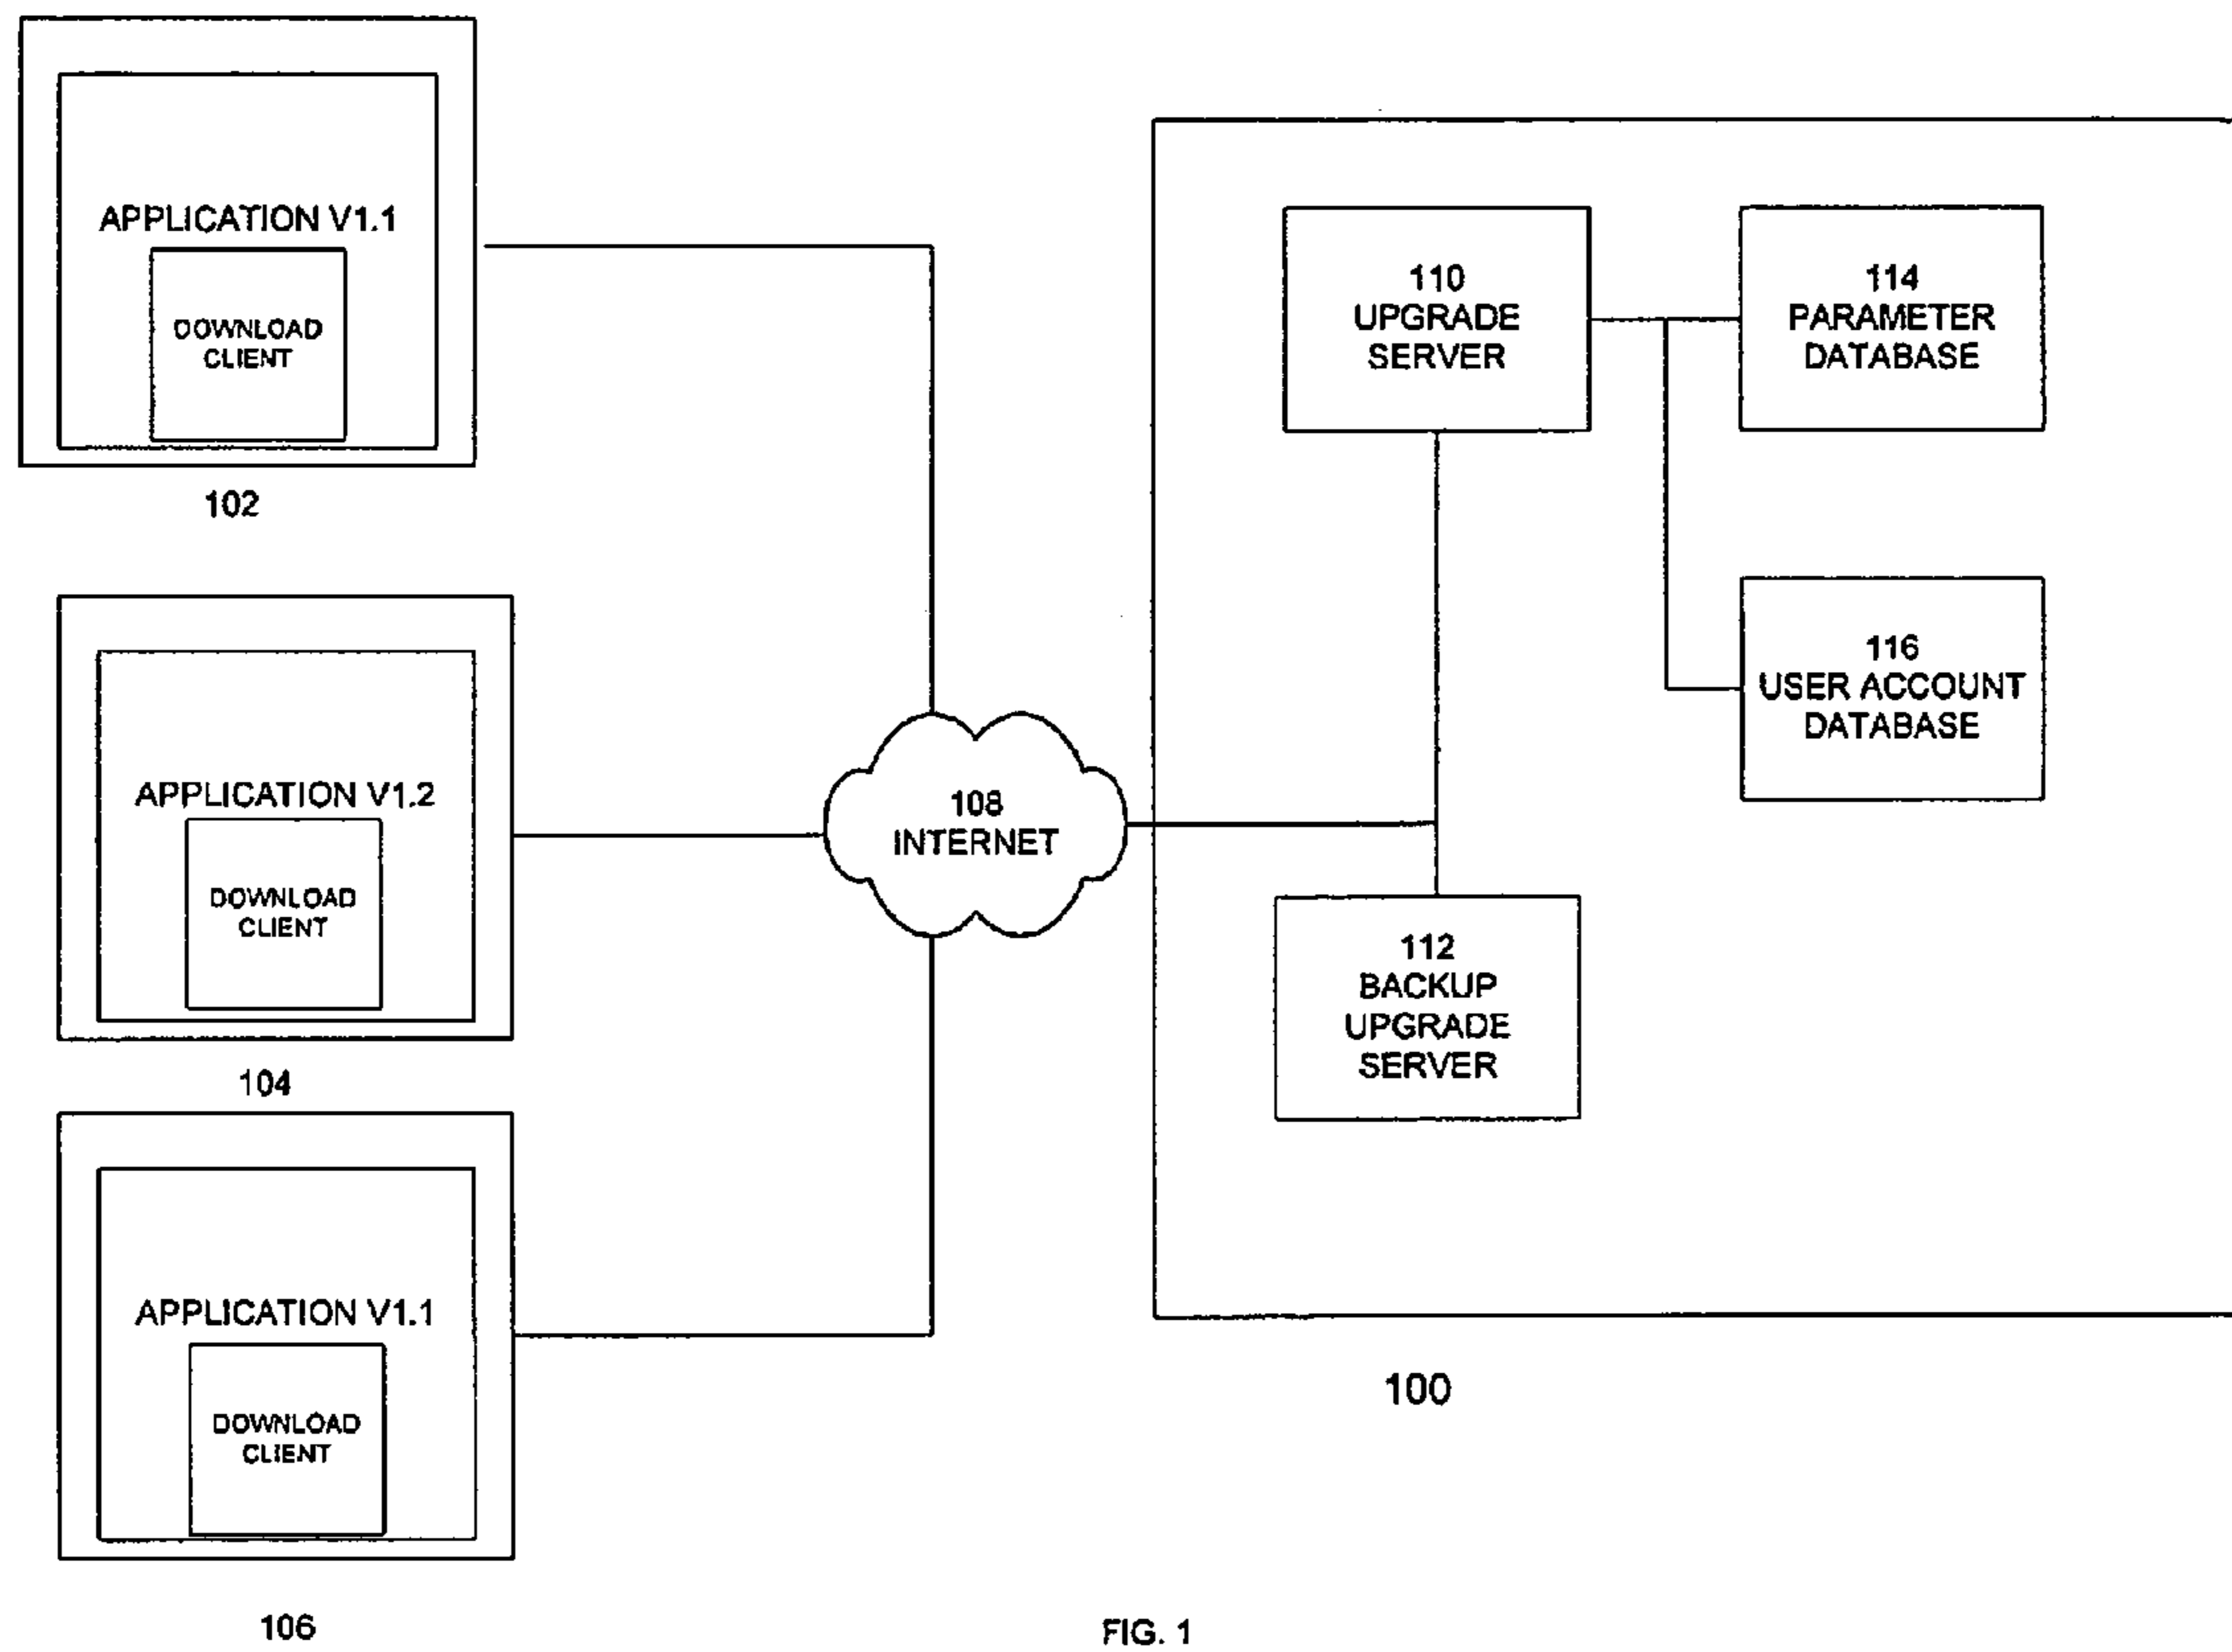 APPLICATION V1.1
DOWNLOAD
CLIENT
102
APPLICATION V1.2
DOWNLOAD
CLIENT
104
APPLICATION V1.1
DOWNLOAD
CLIENT
106
108
INTERNET
110
UPGRADE
SERVER
114
PARAMETER
DATABASE
116
USER ACCOUNT
DATABASE
112
BACKUP
UPGRADE
SERVER
100
FIG. 1